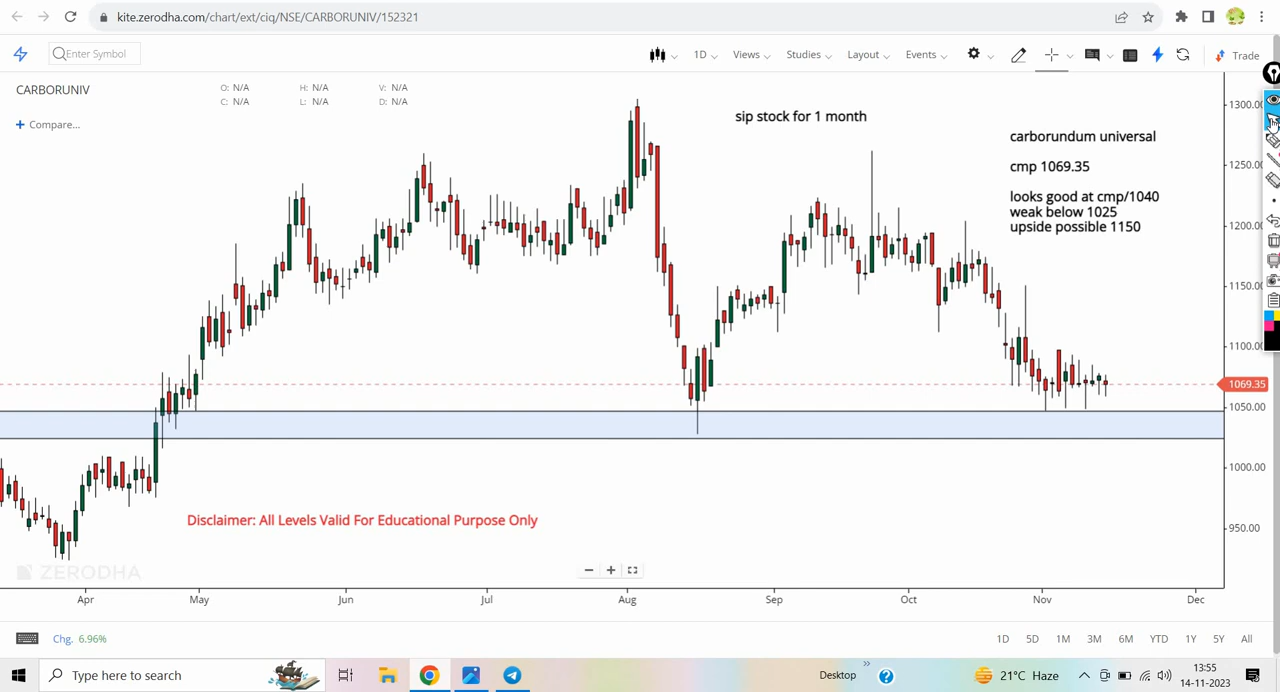 kite.zerodha.com/chart/ext/ciq/NSE/CARBORUNIV/152321
Enter Symbol
1D
Views
Studies
Layout
Events
Trade
CARBORUNIV
O: N/A H: N/A V: N/A
C: N/A L: N/A D: N/A
+ Compare...
sip stock for 1 month
carborundum universal
cmp 1069.35
looks good at cmp/1040
weak below 1025
upside possible 1150
1300.00
1250.00
1200.00
1150.00
1100.00
1069.35
1050.00
1000.00
950.00
Disclaimer: All Levels Valid For Educational Purpose Only
ZERODHA
Apr May Jun Jul Aug Sep Oct Nov Dec
Chg. 6.96%
1D 5D 1M 3M 6M YTD 1Y 5Y All
Type here to search
Desktop
21°C Haze
13:55
14-11-2023